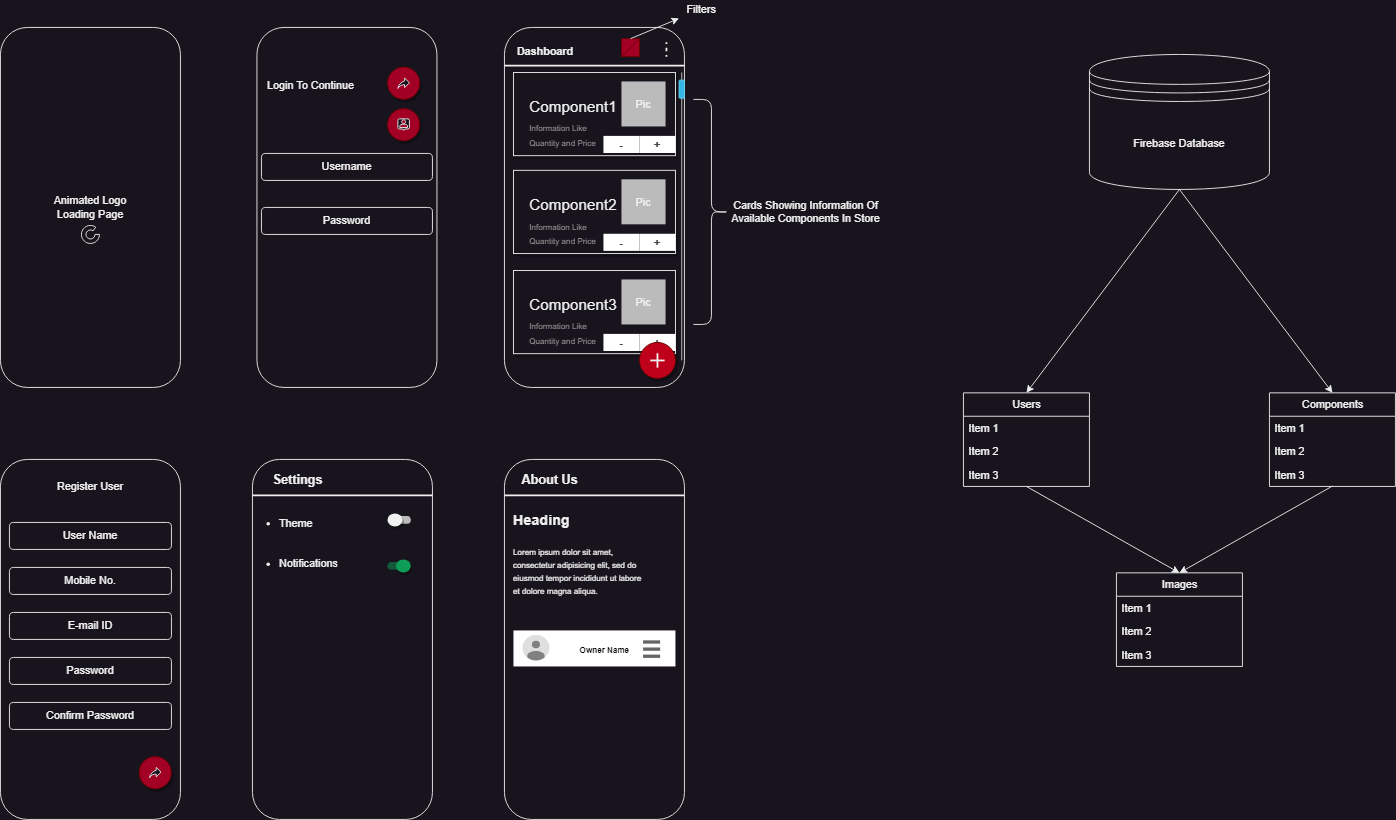 Filters
Animated Logo
Loading Page
Login To Continue
Username
Password
Dashboard
Component1
Pic
Information Like
Quantity and Price
-
+
Component2
Pic
Information Like
Quantity and Price
-
+
Component3
Pic
Information Like
Quantity and Price
-
+
Cards Showing Information Of
Available Components In Store
Register User
User Name
Mobile No.
E-mail ID
Password
Confirm Password
Settings
• Theme
• Notifications
About Us
Heading
Lorem ipsum dolor sit amet,
consectetur adipisicing elit, sed do
eiusmod tempor incididunt ut labore
et dolore magna aliqua.
Owner Name
Firebase Database
Users
Item 1
Item 2
Item 3
Components
Item 1
Item 2
Item 3
Images
Item 1
Item 2
Item 3